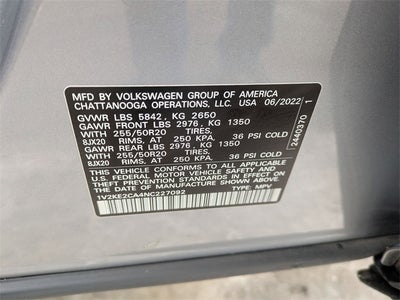 MFD BY VOLKSWAGEN GROUP OF AMERICA
CHATTANOOGA OPERATIONS, LLC. USA 06/2022
GVWR LBS 5842, KG 2650
GAWR FRONT LBS 2976, KG 1350
WITH 255/50R20 TIRES,
8JX20 RIMS, AT 250 KPA. 36 PSI COLD
GAWR REAR LBS 2976, KG 1350
WITH 255/50R20 TIRES,
8JX20 RIMS, AT 250 KPA. 36 PSI COLD
THIS VEHICLE CONFORMS TO ALL APPLICABLE
FEDERAL MOTOR VEHICLE SAFETY AND THEFT
PREVENTION STANDARDS IN EFFECT ON THE
DATE OF MANUFACTURE SHOWN ABOVE.
1V2KE2CA4NC227092 TYPE: MPV
2440370 1